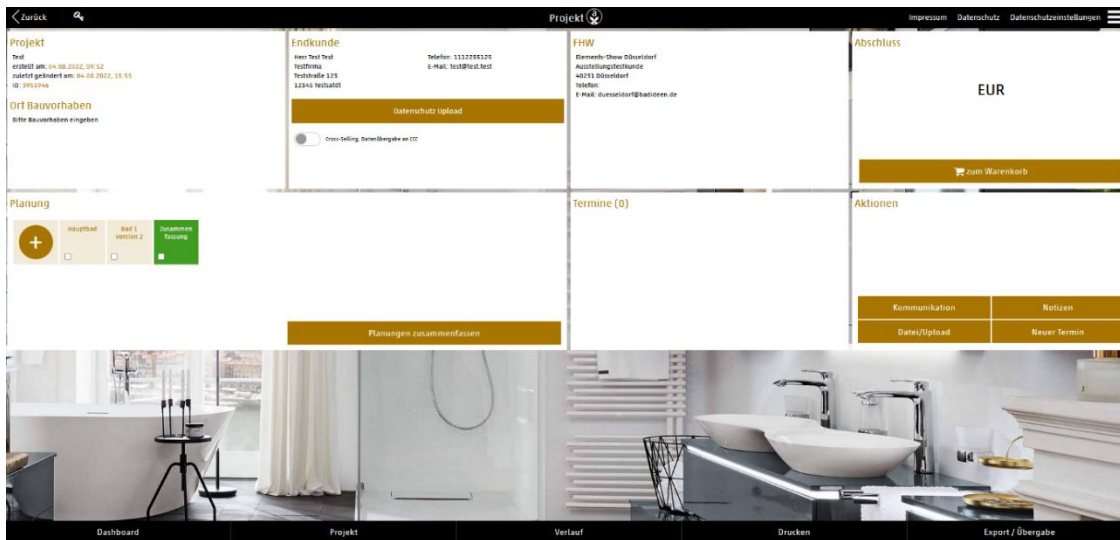 Zurück
Projekt
Impressum Datenschutz Datenschutzeinstellungen
Projekt
Test
erstellt am: 04.08.2022, 09:52
zuletzt geändert am: 04.08.2022, 15:55
ID: 3951946
Ort Bauvorhaben
Bitte Bauvorhaben eingeben
Endkunde
Herr Test Test
Testfirma
Teststraße 123
12345 Testsatdt
Telefon: 1112255125
E-Mail: test@test.test
Datenschutz Upload
Cross-Selling, Datenübergabe an CCC
FHW
Elements-Show Düsseldorf
Ausstellungstestkunde
40231 Düsseldorf
Telefon:
E-Mail: duesseldorf@badideen.de
Abschluss
EUR
zum Warenkorb
Planung
+
Hauptbad
Bad 1
Version 2
Zusammen
fassung
Planungen zusammenfassen
Termine (0)
Aktionen
Kommunikation
Notizen
Datei/Upload
Neuer Termin
Dashboard
Projekt
Verlauf
Drucken
Export / Übergabe